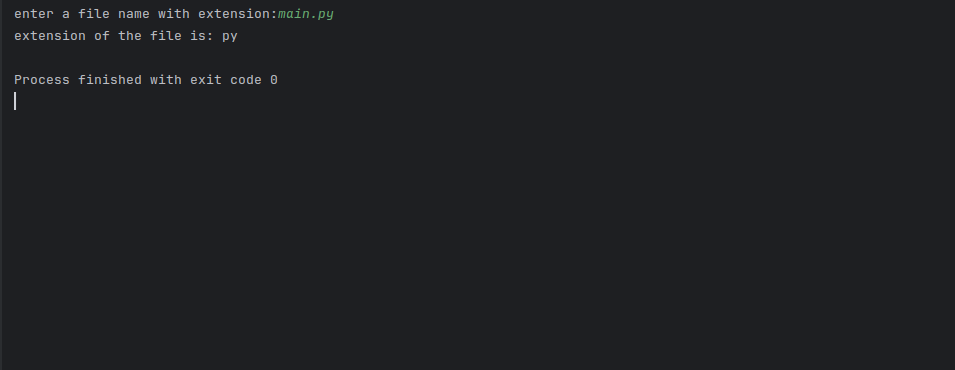 enter a file name with extension:main.py
extension of the file is: py
Process finished with exit code 0